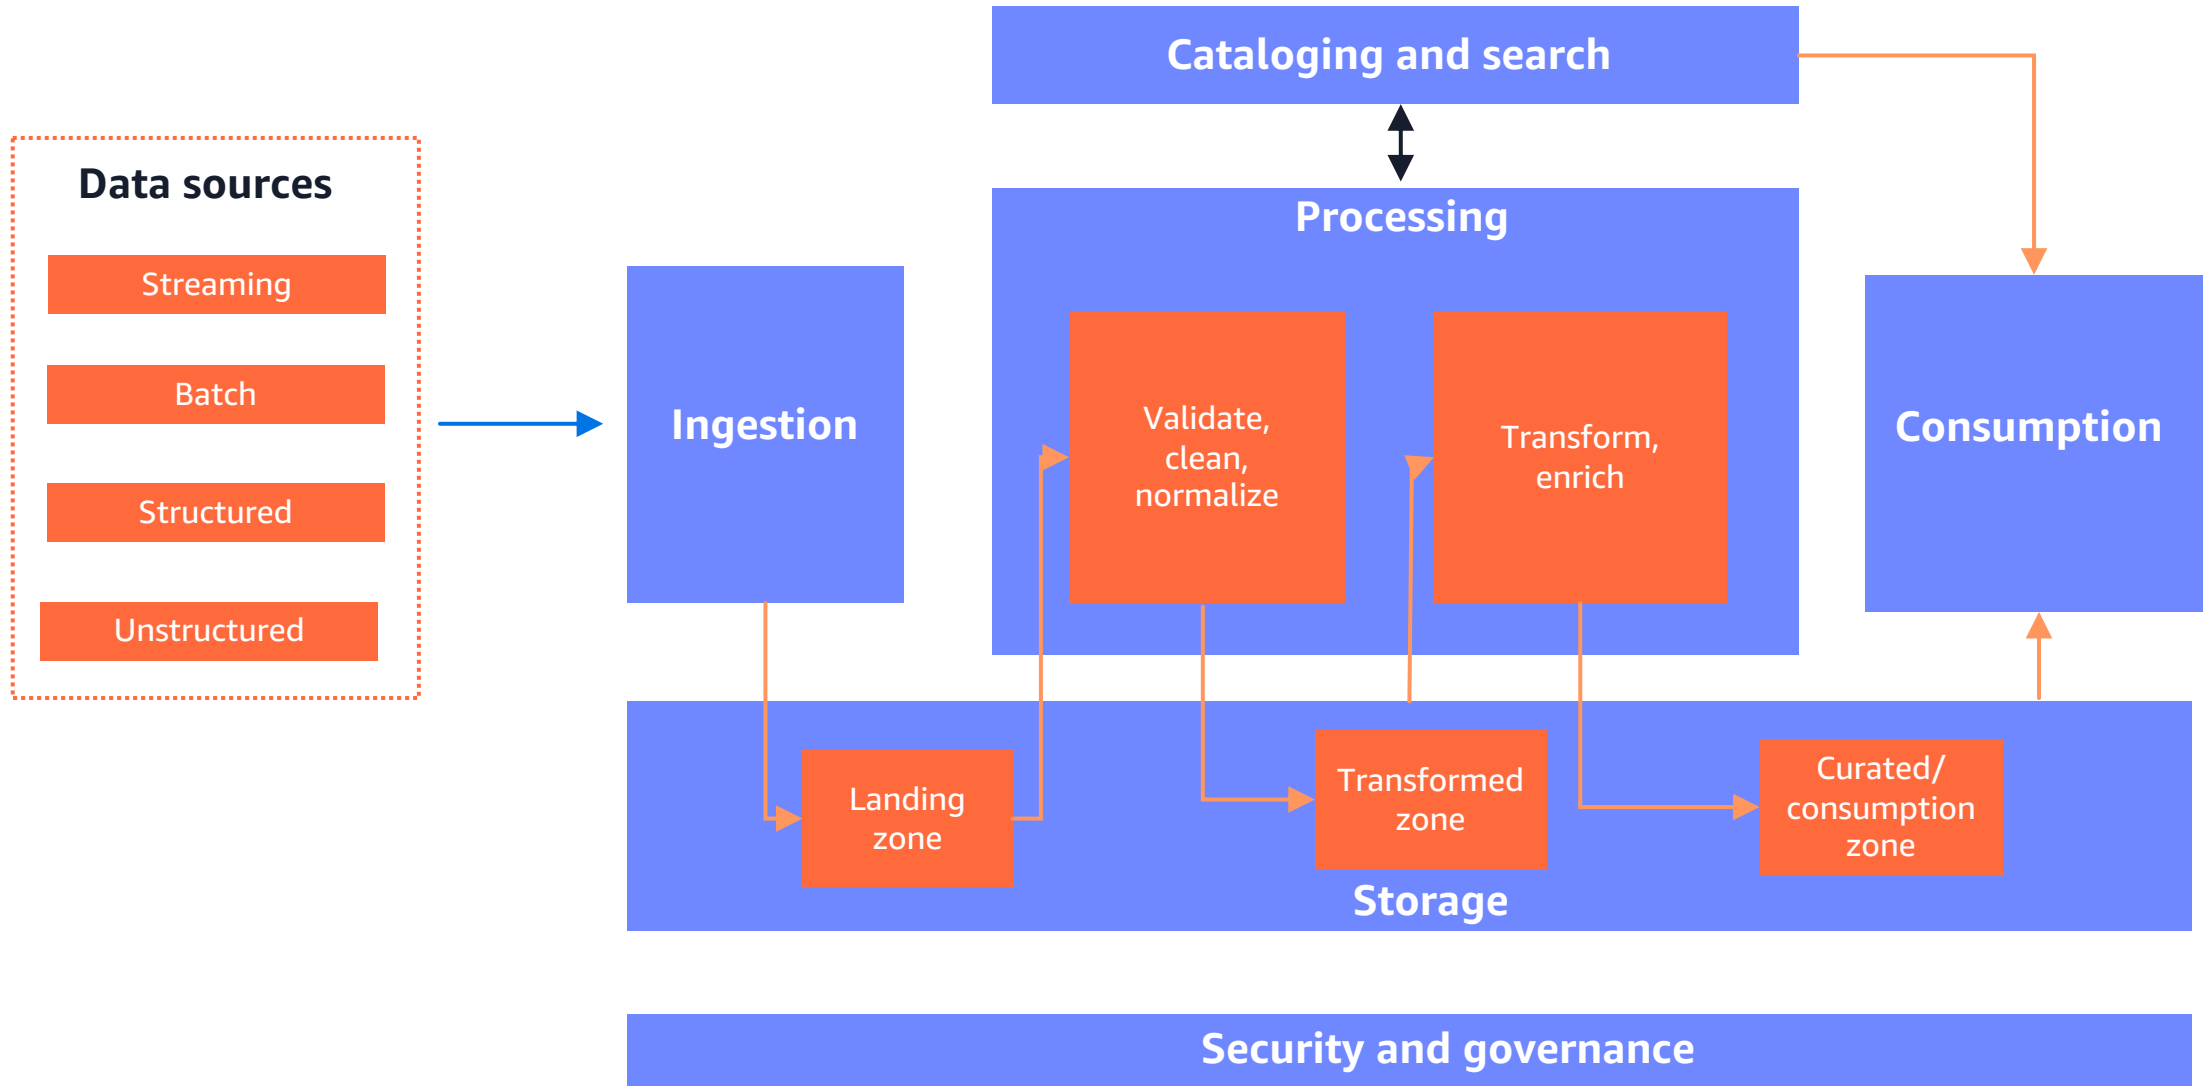 Cataloging and search
Data sources
Streaming
Batch
Structured
Unstructured
Ingestion
Processing
Validate,
clean,
normalize
Transform,
enrich
Consumption
Landing
zone
Transformed
zone
Curated/
consumption
zone
Storage
Security and governance